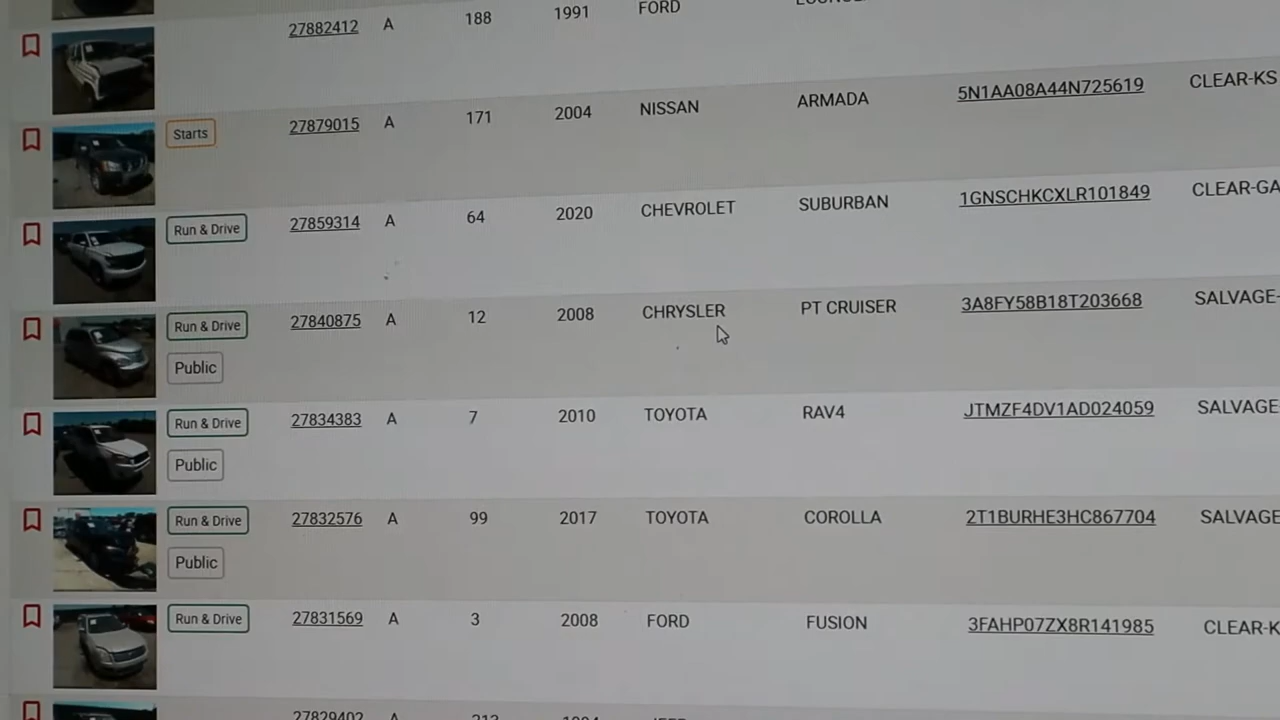 27882412 A 188 1991 FORD
Starts 27879015 A 171 2004 NISSAN ARMADA 5N1AA08A44N725619 CLEAR-KS
Run & Drive 27859314 A 64 2020 CHEVROLET SUBURBAN 1GNSCHKCXLR101849 CLEAR-GA
Run & Drive 27840875 A 12 2008 CHRYSLER PT CRUISER 3A8FY58B18T203668 SALVAGE-
Public
Run & Drive 27834383 A 7 2010 TOYOTA RAV4 JTMZF4DV1AD024059 SALVAGE
Public
Run & Drive 27832576 A 99 2017 TOYOTA COROLLA 2T1BURHE3HC867704 SALVAGE
Public
Run & Drive 27831569 A 3 2008 FORD FUSION 3FAHP07ZX8R141985 CLEAR-K
27829402 A